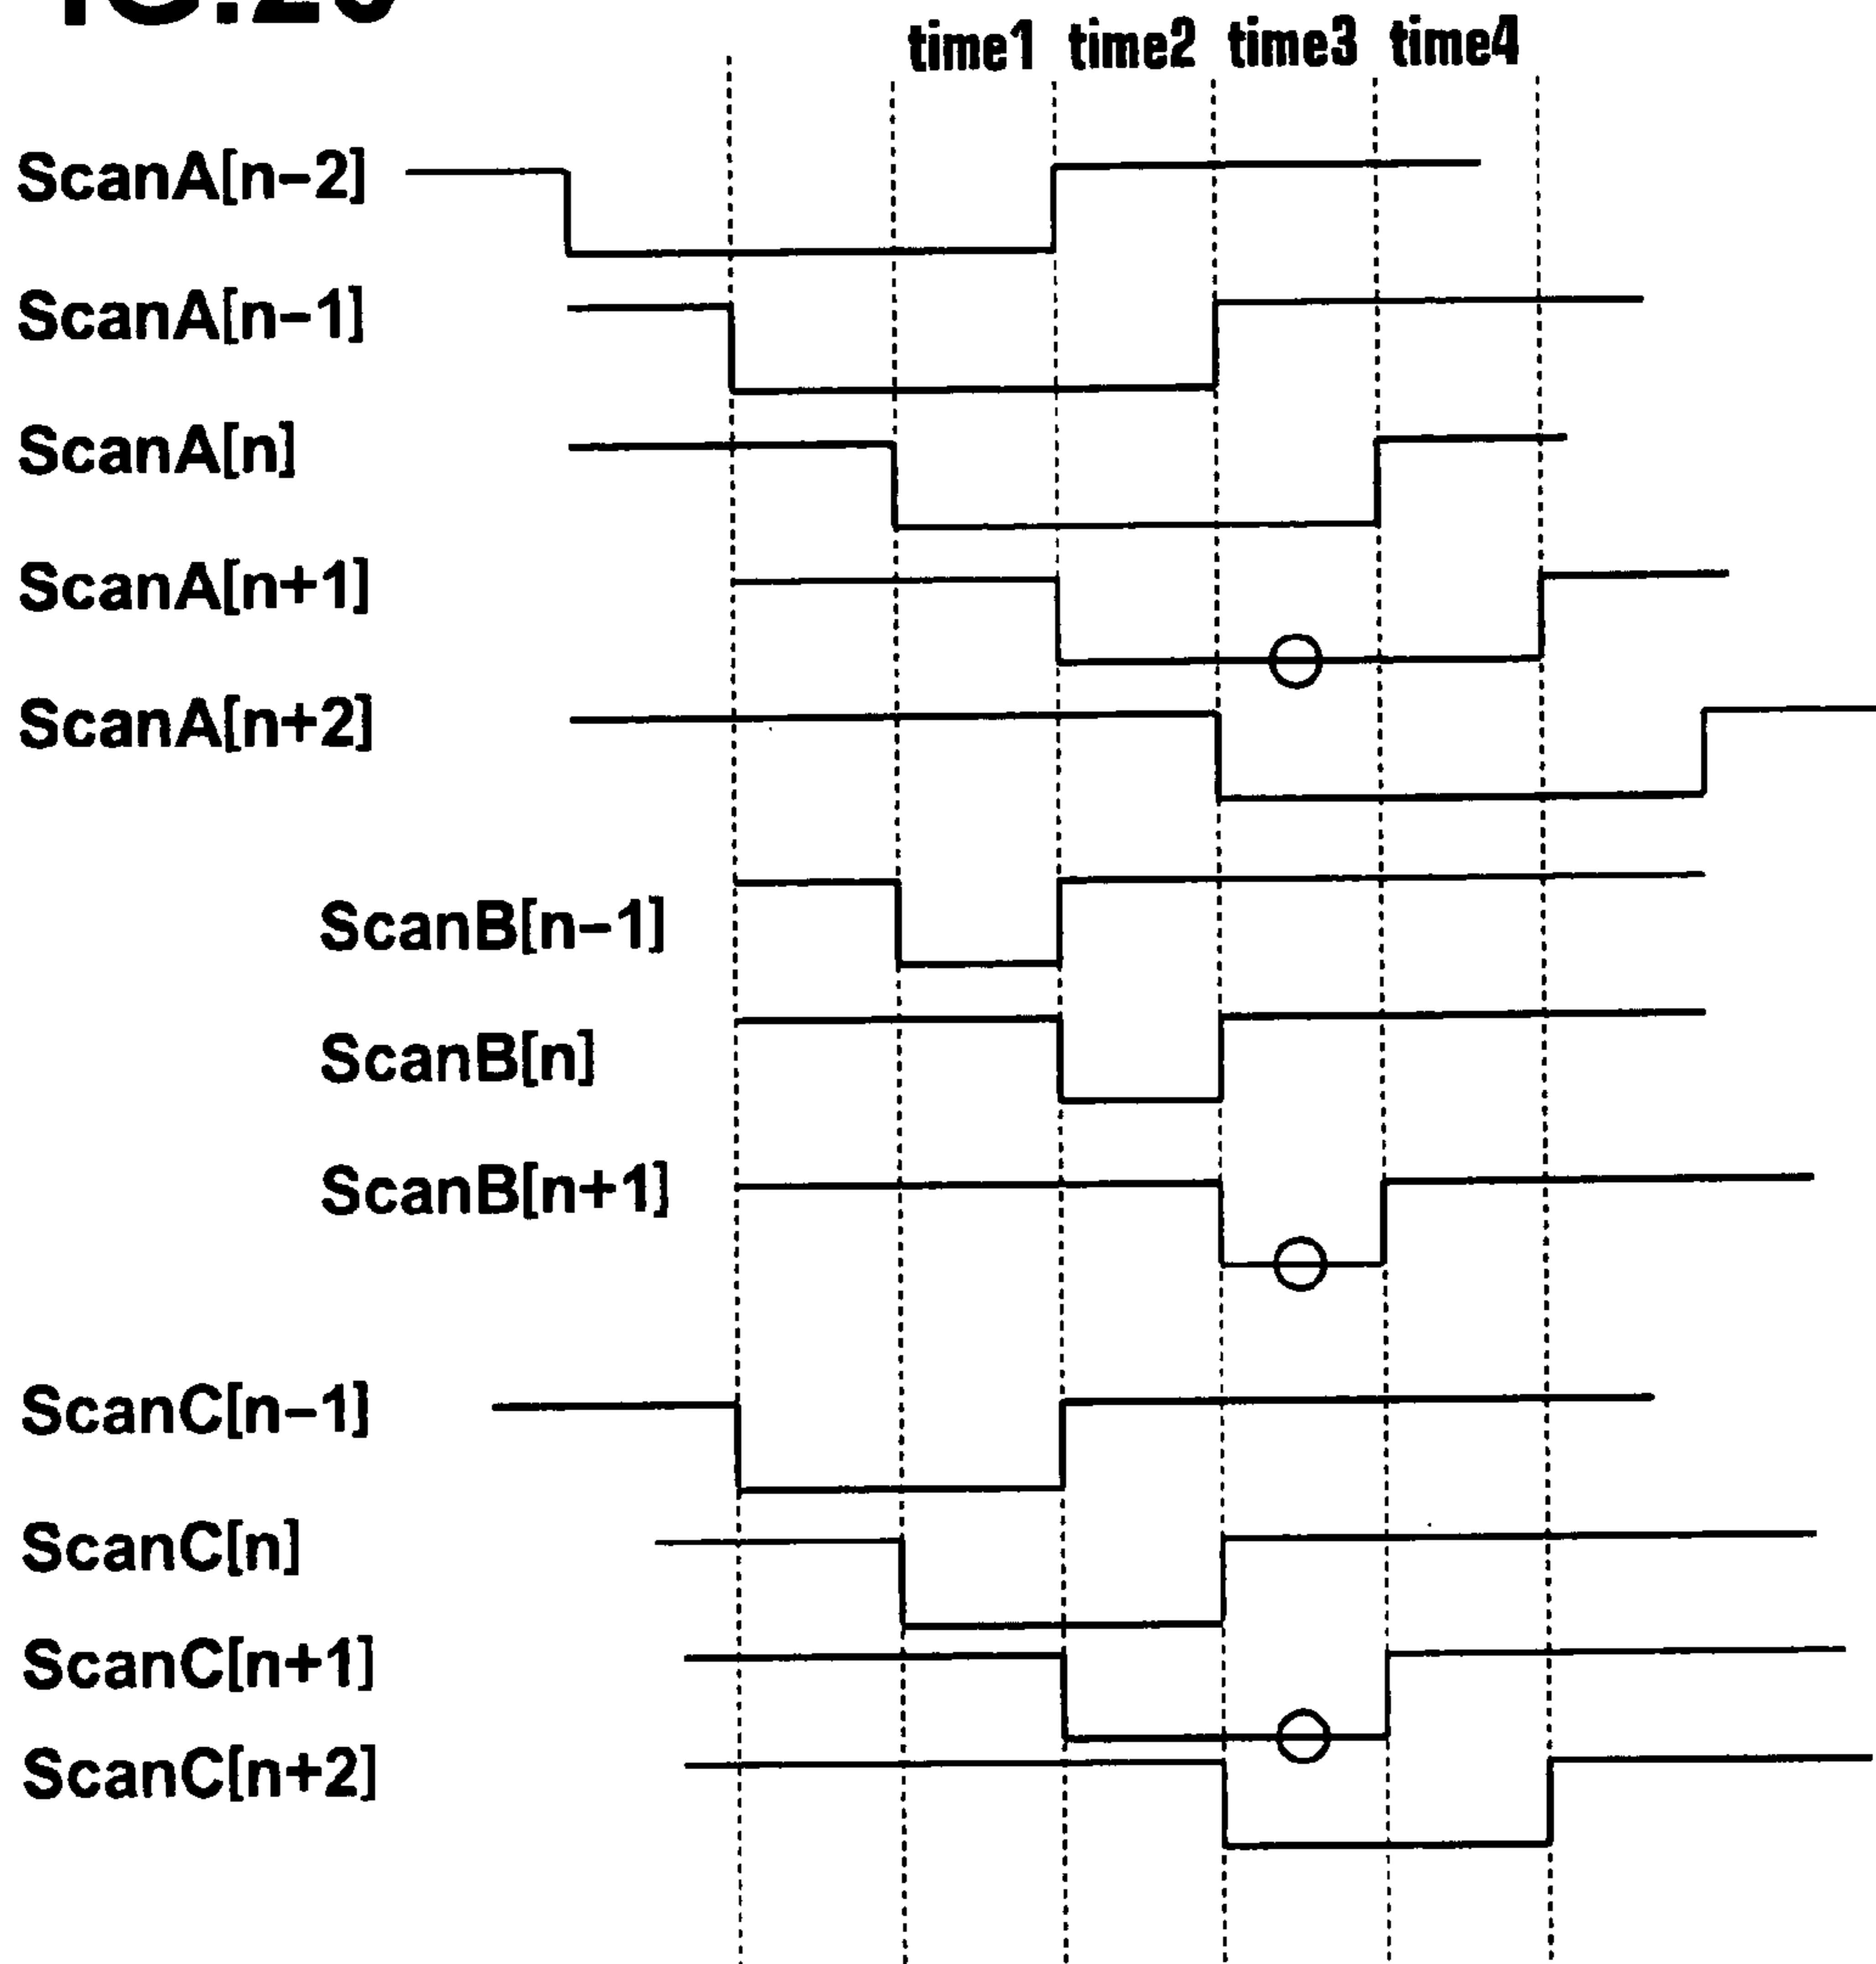 time1 time2 time3 time4
ScanA[n−2]
ScanA[n−1]
ScanA[n]
ScanA[n+1]
ScanA[n+2]
ScanB[n−1]
ScanB[n]
ScanB[n+1]
ScanC[n−1]
ScanC[n]
ScanC[n+1]
ScanC[n+2]